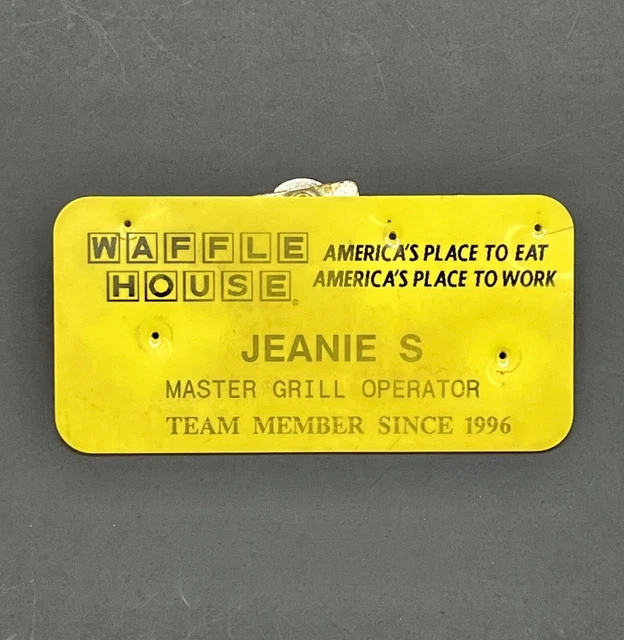 WAFFLE
HOUSE
AMERICA'S PLACE TO EAT
AMERICA'S PLACE TO WORK
JEANIE S
MASTER GRILL OPERATOR
TEAM MEMBER SINCE 1996